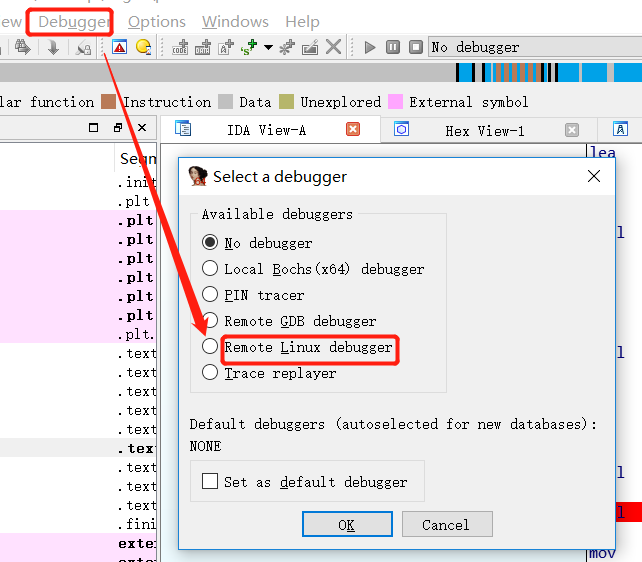 ew Debugger Options Windows Help
No debugger
lar function Instruction Data Unexplored External symbol
IDA View-A Hex View-1
Segm
.init
.plt
.plt
.plt
.plt
.plt
.plt
.plt
.plt.
.text
.text
.text
.text
.text
.tex
.text
.text
.text
.fini
exte
exte
lea
l
l
l
l
mov
Select a debugger
Available debuggers
No debugger
Local Bochs(x64) debugger
PIN tracer
Remote GDB debugger
Remote Linux debugger
Trace replayer
Default debuggers (autoselected for new databases):
NONE
Set as default debugger
OK Cancel